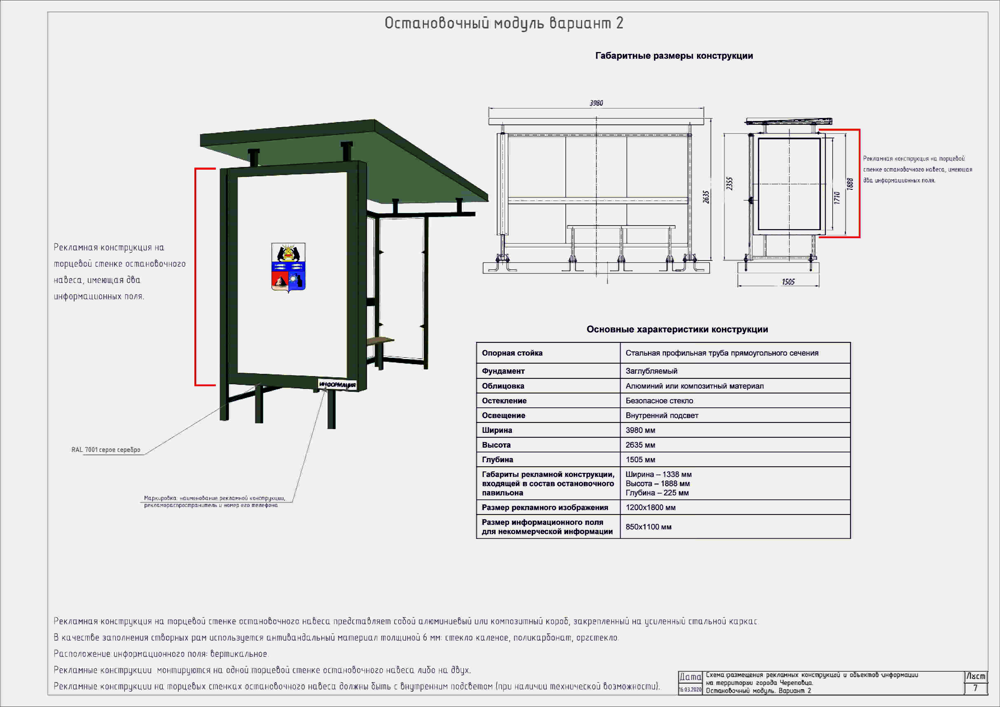 Остановочный модуль вариант 2
Габаритные размеры конструкции
3980
2635
2355
1710
1888
1505
Рекламная конструкция на торцевой
стенке остановочного навеса, имеющая
два информационных поля.
Рекламная конструкция на
торцевой стенке остановочного
навеса, имеющая два
информационных поля.
ИНФОРМАЦИЯ
RAL 7001 серое серебро
Маркировка: наименование рекламной конструкции,
рекламораспространитель и номер его телефона
Основные характеристики конструкции
Опорная стойка Стальная профильная труба прямоугольного сечения
Фундамент Заглубляемый
Облицовка Алюминий или композитный материал
Остекление Безопасное стекло
Освещение Внутренний подсвет
Ширина 3980 мм
Высота 2635 мм
Глубина 1505 мм
Габариты рекламной конструкции, Ширина – 1338 мм
входящей в состав остановочного Высота – 1888 мм
павильона Глубина – 225 мм
Размер рекламного изображения 1200х1800 мм
Размер информационного поля
для некоммерческой информации 850х1100 мм
Рекламная конструкция на торцевой стенке остановочного навеса представляет собой алюминиевый или композитный короб, закрепленный на усиленный стальной каркас.
В качестве заполнения створных рам используется антивандальный материал толщиной 6 мм: стекло каленое, поликарбонат, оргстекло.
Расположение информационного поля: вертикальное.
Рекламные конструкции монтируются на одной торцевой стенке остановочного навеса либо на двух.
Рекламные конструкции на торцевых стенках остановочного навеса должны быть с внутренним подсветом (при наличии технической возможности).
Дата
16.03.2020
Схема размещения рекламных конструкций и объектов информации
на территории города Череповца.
Остановочный модуль. Вариант 2
Лист
7